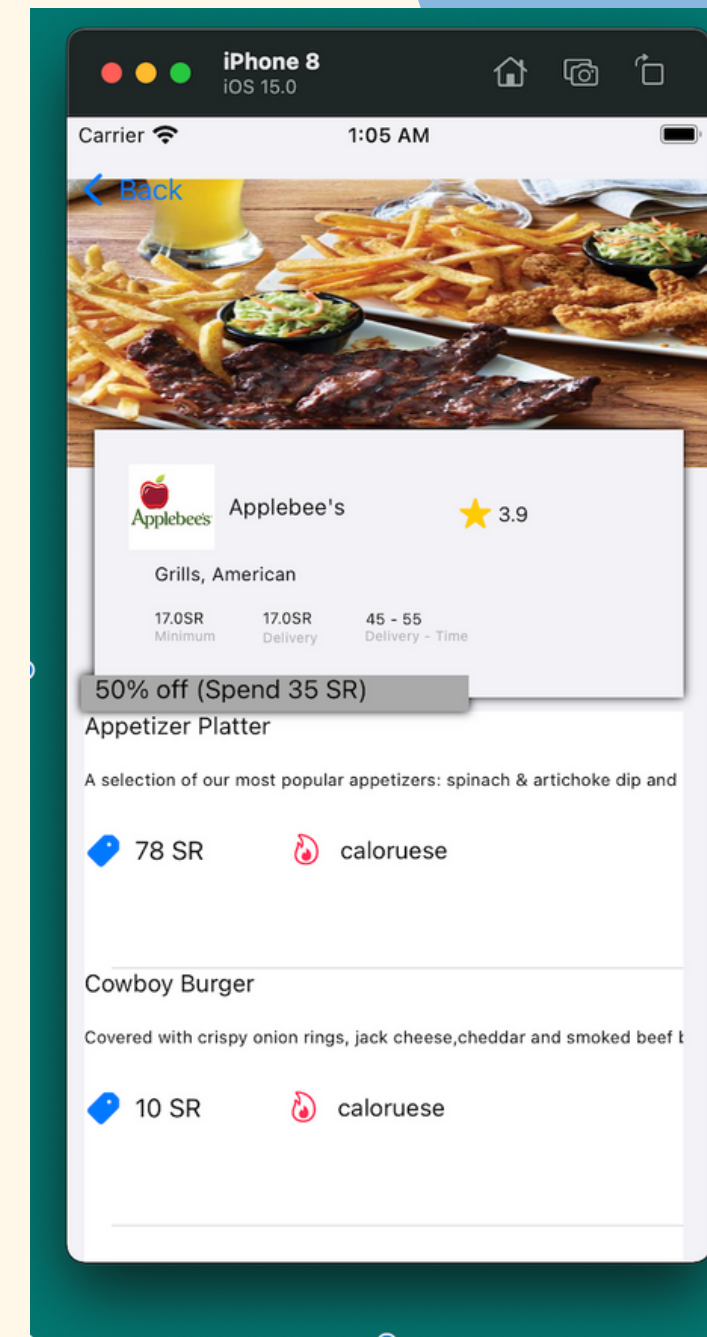 iPhone 8
iOS 15.0
Carrier 1:05 AM
Back
Applebee's Applebee's 3.9
Grills, American
17.0SR 17.0SR 45 - 55
Minimum Delivery Delivery - Time
50% off (Spend 35 SR)
Appetizer Platter
A selection of our most popular appetizers: spinach & artichoke dip and
78 SR caloruese
Cowboy Burger
Covered with crispy onion rings, jack cheese,cheddar and smoked beef
10 SR caloruese